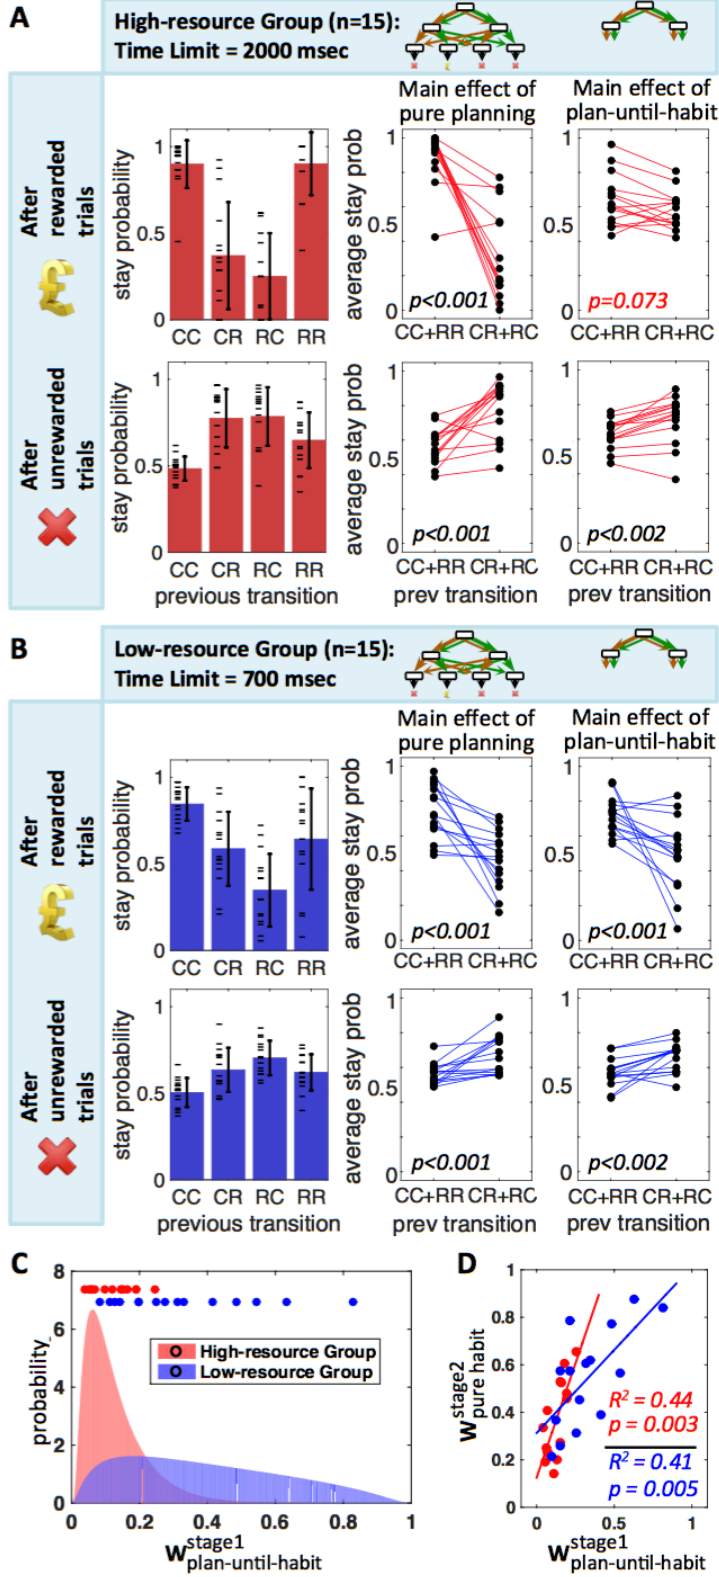 A
High-resource Group (n=15):
Time Limit = 2000 msec
Main effect of
pure planning
Main effect of
plan-until-habit
After
rewarded
trials
stay probability
1
0.5
0
CC CR RC RR
average stay prob
1
0.5
0
p<0.001
CC+RR CR+RC
1
0.5
0
p=0.073
CC+RR CR+RC
After
unrewarded
trials
stay probability
1
0.5
0
CC CR RC RR
previous transition
average stay prob
1
0.5
0
p<0.001
CC+RR CR+RC
prev transition
1
0.5
0
p<0.002
CC+RR CR+RC
prev transition
B
Low-resource Group (n=15):
Time Limit = 700 msec
Main effect of
pure planning
Main effect of
plan-until-habit
After
rewarded
trials
stay probability
1
0.5
0
CC CR RC RR
average stay prob
1
0.5
0
p<0.001
CC+RR CR+RC
1
0.5
0
p<0.001
CC+RR CR+RC
After
unrewarded
trials
stay probability
1
0.5
0
CC CR RC RR
previous transition
average stay prob
1
0.5
1
p<0.001
CC+RR CR+RC
prev transition
1
0.5
1
p<0.002
CC+RR CR+RC
prev transition
C
probability
8
6
4
2
0
High-resource Group
Low-resource Group
0 0.2 0.4 0.6 0.8 1
W stage1 plan-until-habit
D
W stage2 pure habit
1
0.8
0.6
0.4
0.2
0
R² = 0.44
p = 0.003
R² = 0.41
p = 0.005
0 0.5 1
W stage1 plan-until-habit